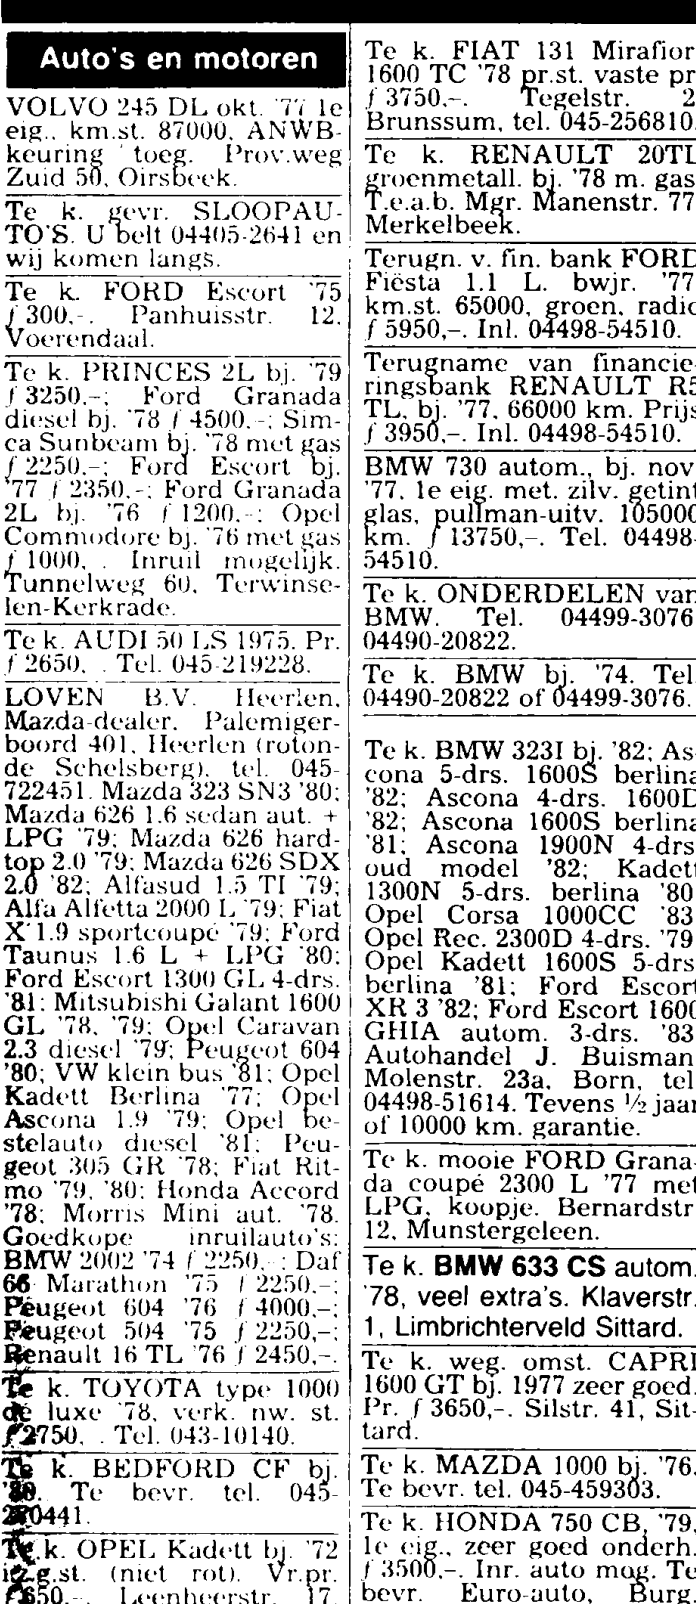 Auto's en motoren
VOLVO 245 DL okt. '77 1e
eig., km.st. 87000, ANWB-
keuring toeg. Prov.weg
Zuid 50, Oirsbeek.
Te k. gevr. SLOOPAU-
TO'S. U belt 04405-2641 en
wij komen langs.
Te k. FORD Escort '75
ƒ 300,-. Panhuisstr. 12,
Voerendaal.
Te k. PRINCES 2L bj. '79
ƒ 3250,-; Ford Granada
diesel bj. '78 ƒ 4500,-; Sim-
ca Sunbeam bj. '78 met gas
ƒ 2250,-; Ford Escort bj.
'77 ƒ 2350,-; Ford Granada
2L bj. '76 ƒ 1200,-; Opel
Commodore bj. '76 met gas
ƒ 1000, . Inruil mogelijk.
Tunnelweg 60, Terwinse-
len-Kerkrade.
Te k. AUDI 50 LS 1975. Pr.
ƒ 2650, . Tel. 045-219228.
LOVEN B.V. Heerlen,
Mazda-dealer, Palemiger-
boord 401, Heerlen (roton-
de Schelsberg), tel. 045-
722451. Mazda 323 SN3 '80;
Mazda 626 1.6 sedan aut. +
LPG '79; Mazda 626 hard-
top 2.0 '79; Mazda 626 SDX
2.0 '82; Alfasud 1.5 TI '79;
Alfa Alfetta 2000 L '79; Fiat
X 1.9 sportcoupé '79; Ford
Taunus 1.6 L + LPG '80;
Ford Escort 1300 GL 4-drs.
'81; Mitsubishi Galant 1600
GL '78, '79; Opel Caravan
2.3 diesel '79; Peugeot 604
'80; VW klein bus '81; Opel
Kadett Berlina '77; Opel
Ascona 1.9 '79; Opel be-
stelauto diesel '81; Peu-
geot 305 GR '78; Fiat Rit-
mo '79, '80; Honda Accord
'78; Morris Mini aut. '78.
Goedkope inruilauto's:
BMW 2002 '74 ƒ 2250,-; Daf
66 Marathon '75 ƒ 2250,-;
Peugeot 604 '76 ƒ 4000,-;
Peugeot 504 '75 ƒ 2250,-;
Renault 16 TL '76 ƒ 2450,-.
Te k. TOYOTA type 1000
de luxe '78, verk. nw. st.
ƒ 2750, . Tel. 043-10140.
Te k. BEDFORD CF bj.
Te bevr. tel. 045-
Te k. OPEL Kadett bj. '72
i.z.g.st. (niet rot). Vr.pr.
Leenheerstr. 17,
Te k. FIAT 131 Mirafior
1600 TC '78 pr.st. vaste pr
ƒ 3750,-. Tegelstr. 2
Brunssum, tel. 045-256810.
Te k. RENAULT 20TL
groenmetall. bj. '78 m. gas
T.e.a.b. Mgr. Manenstr. 77
Merkelbeek.
Terugn. v. fin. bank FORD
Fiësta 1.1 L. bwjr. '77
km.st. 65000, groen, radio
ƒ 5950,-. Inl. 04498-54510.
Terugname van financie-
ringsbank RENAULT R5
TL, bj. '77, 66000 km. Prijs
ƒ 3950,-. Inl. 04498-54510.
BMW 730 autom., bj. nov
'77, 1e eig. met. zilv. getint
glas, pullman-uitv. 105000
km. ƒ 13750,-. Tel. 04498-
54510.
Te k. ONDERDELEN van
BMW. Tel. 04499-3076
04490-20822.
Te k. BMW bj. '74. Tel.
04490-20822 of 04499-3076.
Te k. BMW 323I bj. '82; As-
cona 5-drs. 1600S berlina
'82; Ascona 4-drs. 1600D
'82; Ascona 1600S berlina
'81; Ascona 1900N 4-drs
oud model '82; Kadett
1300N 5-drs. berlina '80
Opel Corsa 1000CC '83
Opel Rec. 2300D 4-drs. '79
Opel Kadett 1600S 5-drs
berlina '81; Ford Escort
XR 3 '82; Ford Escort 1600
GHIA autom. 3-drs. '83
Autohandel J. Buisman
Molenstr. 23a, Born, tel
04498-51614. Tevens ½ jaar
of 10000 km. garantie.
Te k. mooie FORD Grana-
da coupé 2300 L '77 met
LPG, koopje. Bernardstr
12, Munstergeleen.
Te k. BMW 633 CS autom.
'78, veel extra's. Klaverstr.
1, Limbrichterveld Sittard.
Te k. weg. omst. CAPRI
1600 GT bj. 1977 zeer goed.
Pr. ƒ 3650,-. Silstr. 41, Sit-
tard.
Te k. MAZDA 1000 bj. '76.
Te bevr. tel. 045-459303.
Te k. HONDA 750 CB, '79,
1e eig., zeer goed onderh.
ƒ 3500,-. Inr. auto mog. Te
bevr. Euro-auto, Burg.